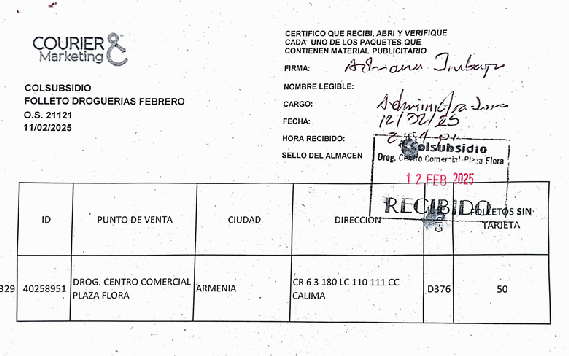 COURIER &
Marketing
COLSUBSIDIO
FOLLETO DROGUERIAS FEBRERO
O.S. 21121
11/02/2025
CERTIFICO QUE RECIBI, ABRI Y VERIFIQUE
CADA UNO DE LOS PAQUETES QUE
CONTIENEN MATERIAL PUBLICITARIO
FIRMA:
NOMBRE LEGIBLE:
CARGO: Administradora
FECHA:
HORA RECIBIDO:
SELLO DEL ALMACEN
Colsubsidio
Drog. Centro Comercial Plaza Flora
12 FEB 2025
RECIBIDO
ID PUNTO DE VENTA CIUDAD DIRECCION FOLLETOS SIN TARJETA
329 40258951 DROG. CENTRO COMERCIAL PLAZA FLORA ARMENIA CR 6 3 180 LC 110 111 CC CALIMA D376 50